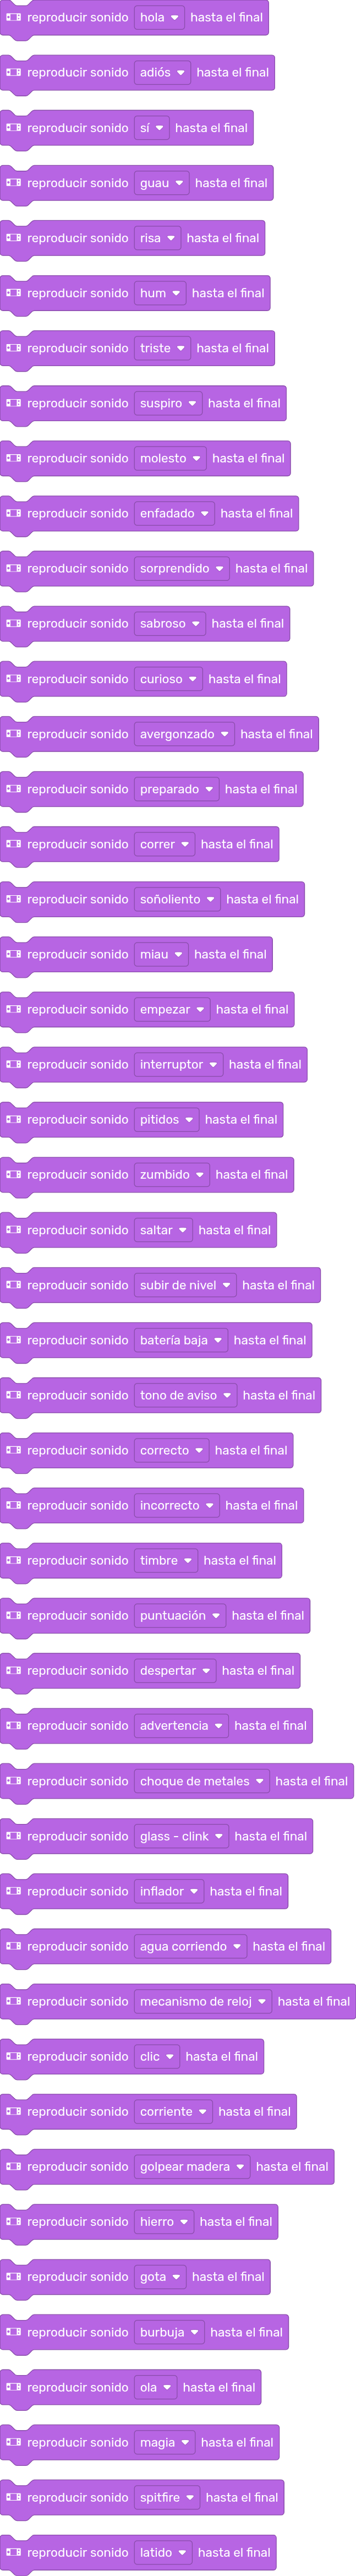 reproducir sonido hola hasta el final
reproducir sonido adiós hasta el final
reproducir sonido sí hasta el final
reproducir sonido guau hasta el final
reproducir sonido risa hasta el final
reproducir sonido hum hasta el final
reproducir sonido triste hasta el final
reproducir sonido suspiro hasta el final
reproducir sonido molesto hasta el final
reproducir sonido enfadado hasta el final
reproducir sonido sorprendido hasta el final
reproducir sonido sabroso hasta el final
reproducir sonido curioso hasta el final
reproducir sonido avergonzado hasta el final
reproducir sonido preparado hasta el final
reproducir sonido correr hasta el final
reproducir sonido soñoliento hasta el final
reproducir sonido miau hasta el final
reproducir sonido empezar hasta el final
reproducir sonido interruptor hasta el final
reproducir sonido pitidos hasta el final
reproducir sonido zumbido hasta el final
reproducir sonido saltar hasta el final
reproducir sonido subir de nivel hasta el final
reproducir sonido batería baja hasta el final
reproducir sonido tono de aviso hasta el final
reproducir sonido correcto hasta el final
reproducir sonido incorrecto hasta el final
reproducir sonido timbre hasta el final
reproducir sonido puntuación hasta el final
reproducir sonido despertar hasta el final
reproducir sonido advertencia hasta el final
reproducir sonido choque de metales hasta el final
reproducir sonido glass - clink hasta el final
reproducir sonido inflador hasta el final
reproducir sonido agua corriendo hasta el final
reproducir sonido mecanismo de reloj hasta el final
reproducir sonido clic hasta el final
reproducir sonido corriente hasta el final
reproducir sonido golpear madera hasta el final
reproducir sonido hierro hasta el final
reproducir sonido gota hasta el final
reproducir sonido burbuja hasta el final
reproducir sonido ola hasta el final
reproducir sonido magia hasta el final
reproducir sonido spitfire hasta el final
reproducir sonido latido hasta el final